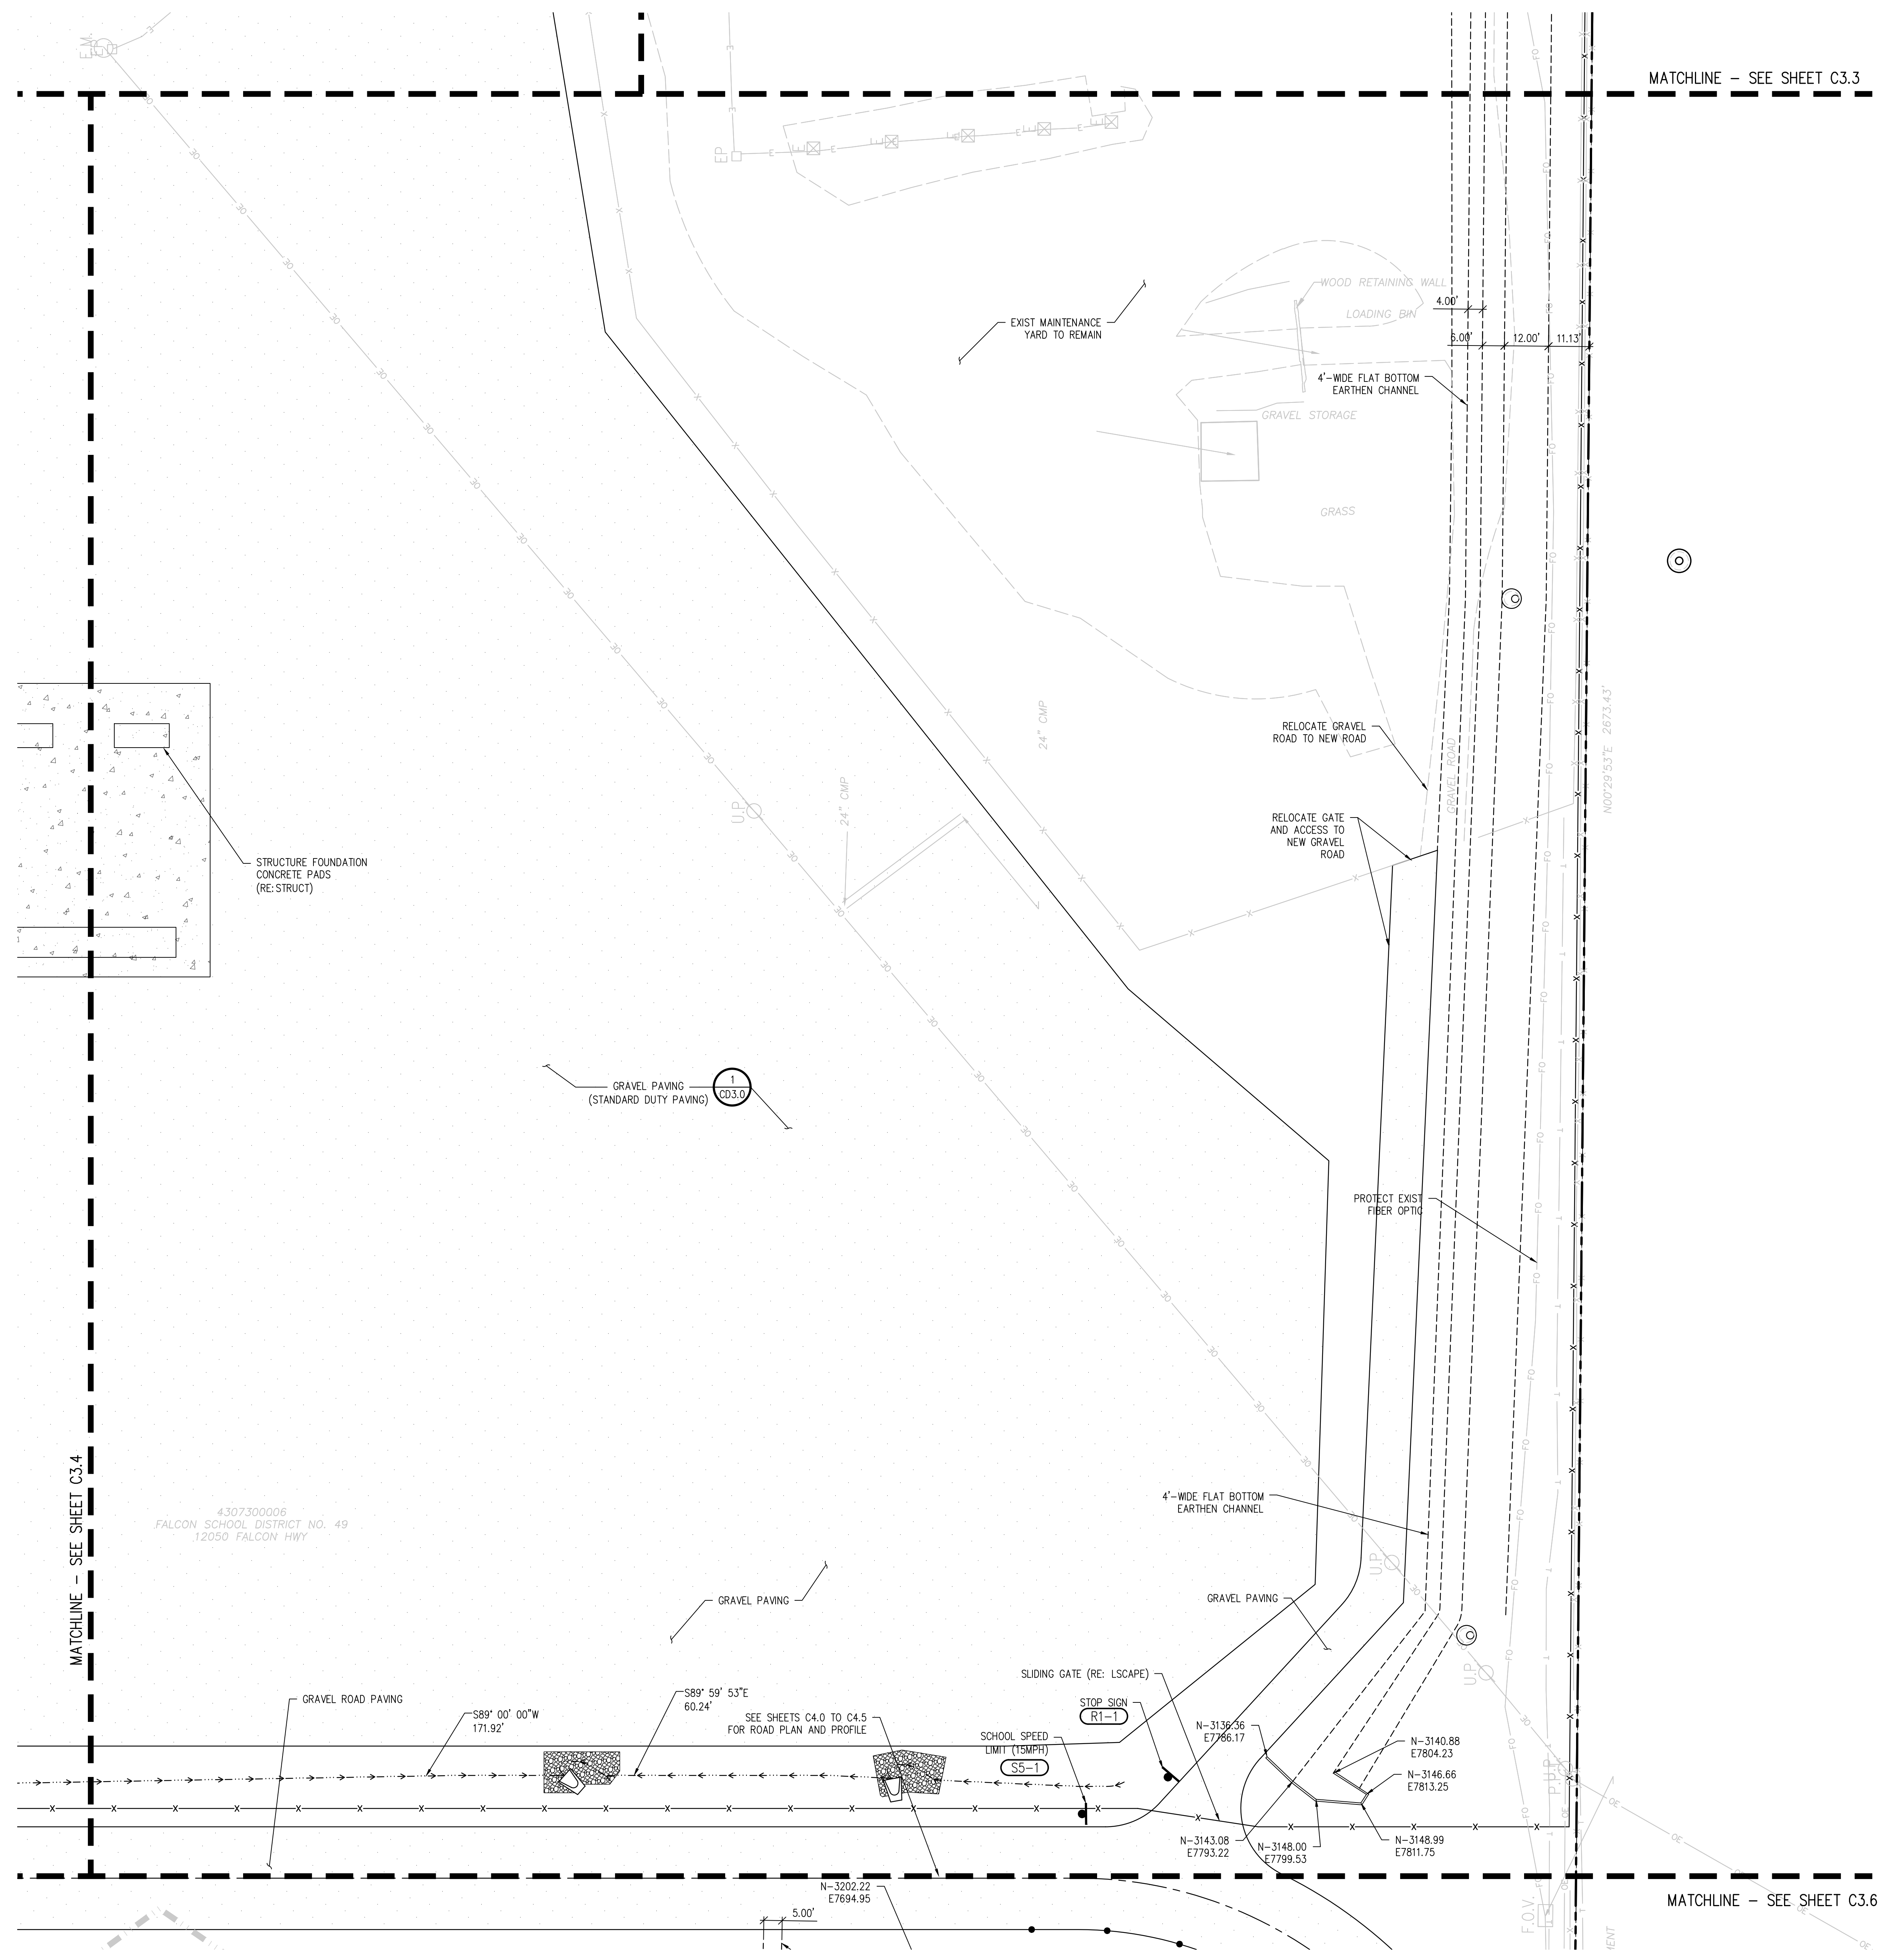 MATCHLINE – SEE SHEET C3.3
E.M.
EP
WOOD RETAINING WALL
LOADING BIN
4.00'
6.00'
12.00'
11.13'
EXIST MAINTENANCE
YARD TO REMAIN
4'-WIDE FLAT BOTTOM
EARTHEN CHANNEL
GRAVEL STORAGE
GRASS
24" CMP
24" CMP
U.P.
RELOCATE GRAVEL
ROAD TO NEW ROAD
GRAVEL ROAD
N00°29'53"E 2673.43'
RELOCATE GATE
AND ACCESS TO
NEW GRAVEL
ROAD
STRUCTURE FOUNDATION
CONCRETE PADS
(RE:STRUCT)
GRAVEL PAVING
(STANDARD DUTY PAVING)
1
CD3.0
PROTECT EXIST
FIBER OPTIC
4'-WIDE FLAT BOTTOM
EARTHEN CHANNEL
MATCHLINE – SEE SHEET C3.4
4307300006
FALCON SCHOOL DISTRICT NO. 49
12050 FALCON HWY
U.P.
GRAVEL PAVING
GRAVEL PAVING
U.P.
SLIDING GATE (RE: LSCAPE)
GRAVEL ROAD PAVING
S89° 00' 00"W
171.92'
S89° 59' 53"E
60.24'
SEE SHEETS C4.0 TO C4.5
FOR ROAD PLAN AND PROFILE
STOP SIGN
R1-1
SCHOOL SPEED
LIMIT (15MPH)
S5-1
N-3136.36
E7786.17
N-3140.88
E7804.23
N-3146.66
E7813.25
N-3143.08
E7793.22
N-3148.00
E7799.53
N-3148.99
E7811.75
N-3202.22
E7694.95
5.00'
MATCHLINE – SEE SHEET C3.6
F.O.V.